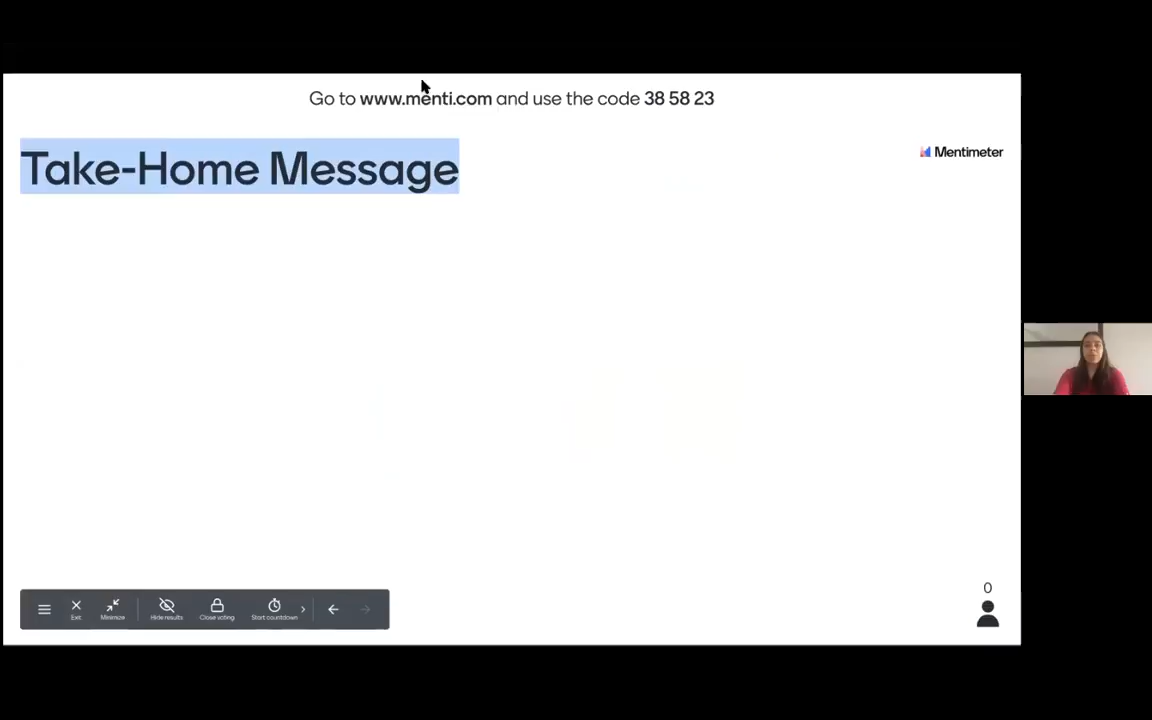 Go to www.menti.com and use the code 38 58 23
Take-Home Message
Mentimeter
0
Exit
Minimize
Hide results
Close voting
Start countdown